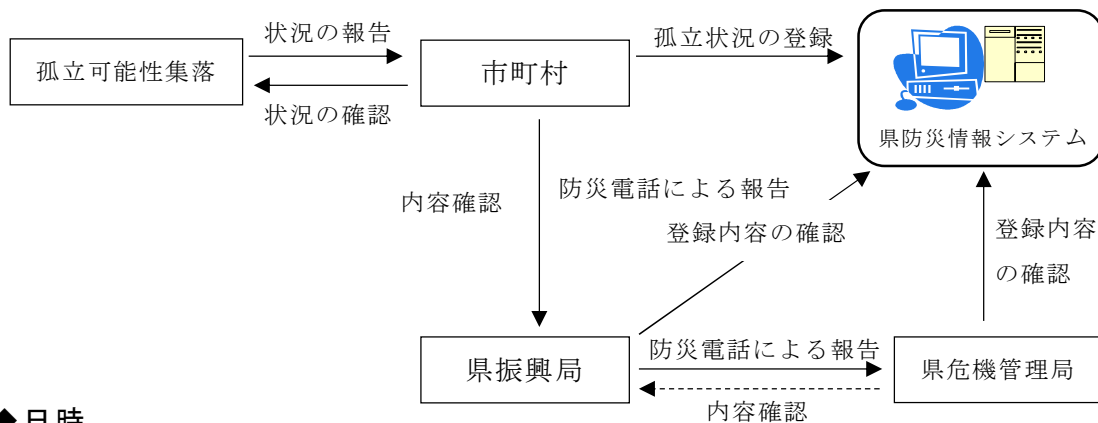 状況の報告
孤立状況の登録
孤立可能性集落
市町村
状況の確認
県防災情報システム
内容確認
防災電話による報告
登録内容の確認
登録内容
の確認
県振興局
防災電話による報告
県危機管理局
内容確認
◆日時